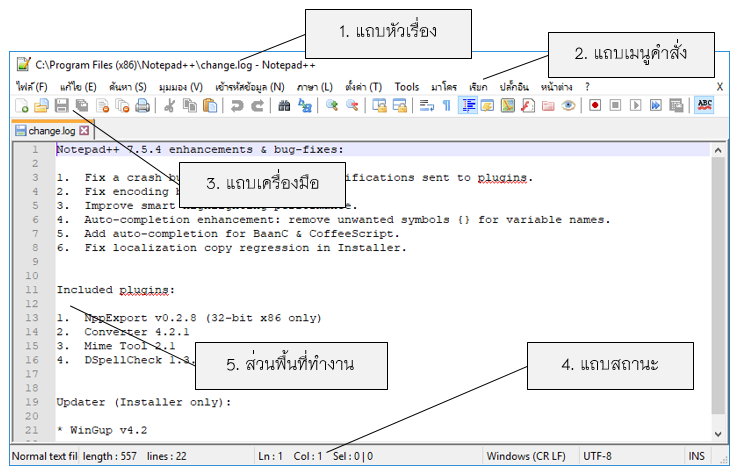 1. แถบหัวเรื่อง
2. แถบเมนูคำสั่ง
C:\Program Files (x86)\Notepad++\change.log - Notepad++
ไฟล์ (F) แก้ไข (E) ค้นหา (S) มุมมอง (V) เข้ารหัสข้อมูล (N) ภาษา (L) ตั้งค่า (T) Tools มาโคร เรียก ปลั๊กอิน หน้าต่าง ? X
ABC
change.log
1 Notepad++ 7.5.4 enhancements & bug-fixes:
2
3 1. Fix a crash bu ifications sent to plugins.
4 2. Fix encoding
5 3. Improve smart
6 4. Auto-completion enhancement: remove unwanted symbols {} for variable names.
7 5. Add auto-completion for BaanC & CoffeeScript.
8 6. Fix localization copy regression in Installer.
9
10
11 Included plugins:
12
13 1. NppExport v0.2.8 (32-bit x86 only)
14 2. Converter 4.2.1
15 3. Mime Tool 2.1
16 4. DSpellCheck 1.3.
17
18
19 Updater (Installer only):
20
21 * WinGup v4.2
3. แถบเครื่องมือ
5. ส่วนพื้นที่ทำงาน
4. แถบสถานะ
Normal text fil length : 557 lines : 22 Ln : 1 Col : 1 Sel : 0 | 0 Windows (CR LF) UTF-8 INS